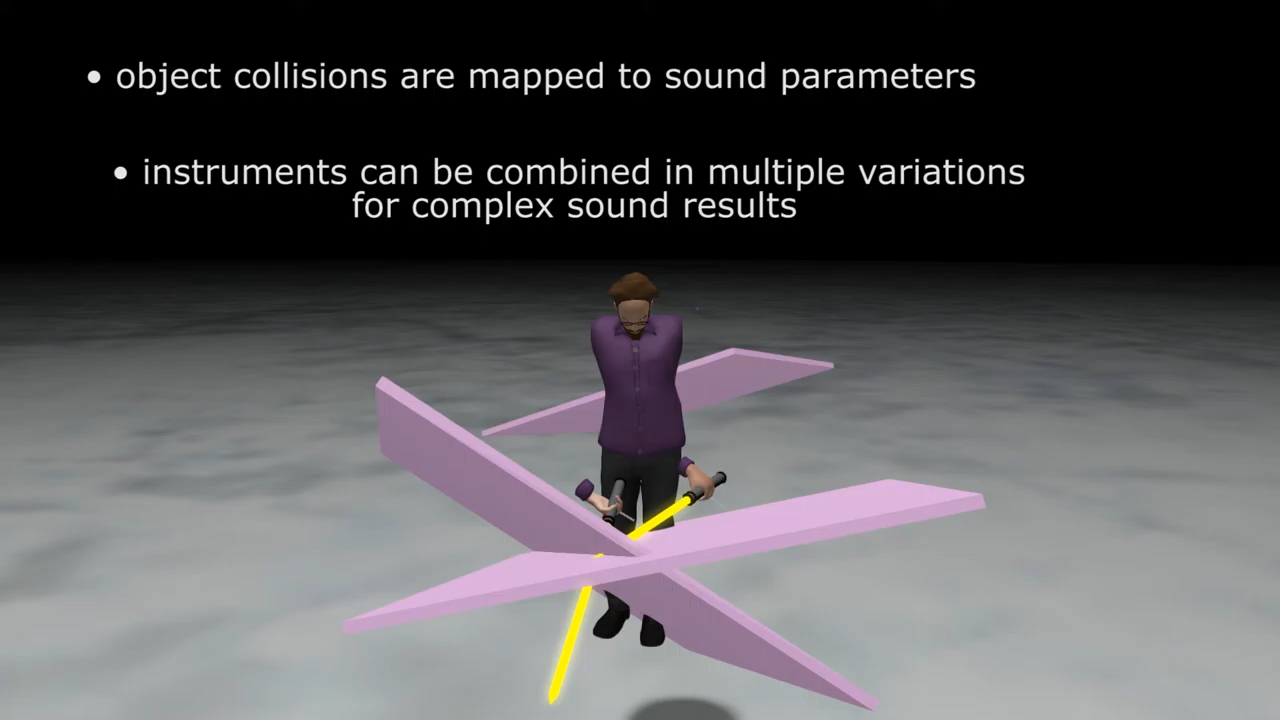 • object collisions are mapped to sound parameters
• instruments can be combined in multiple variations
for complex sound results